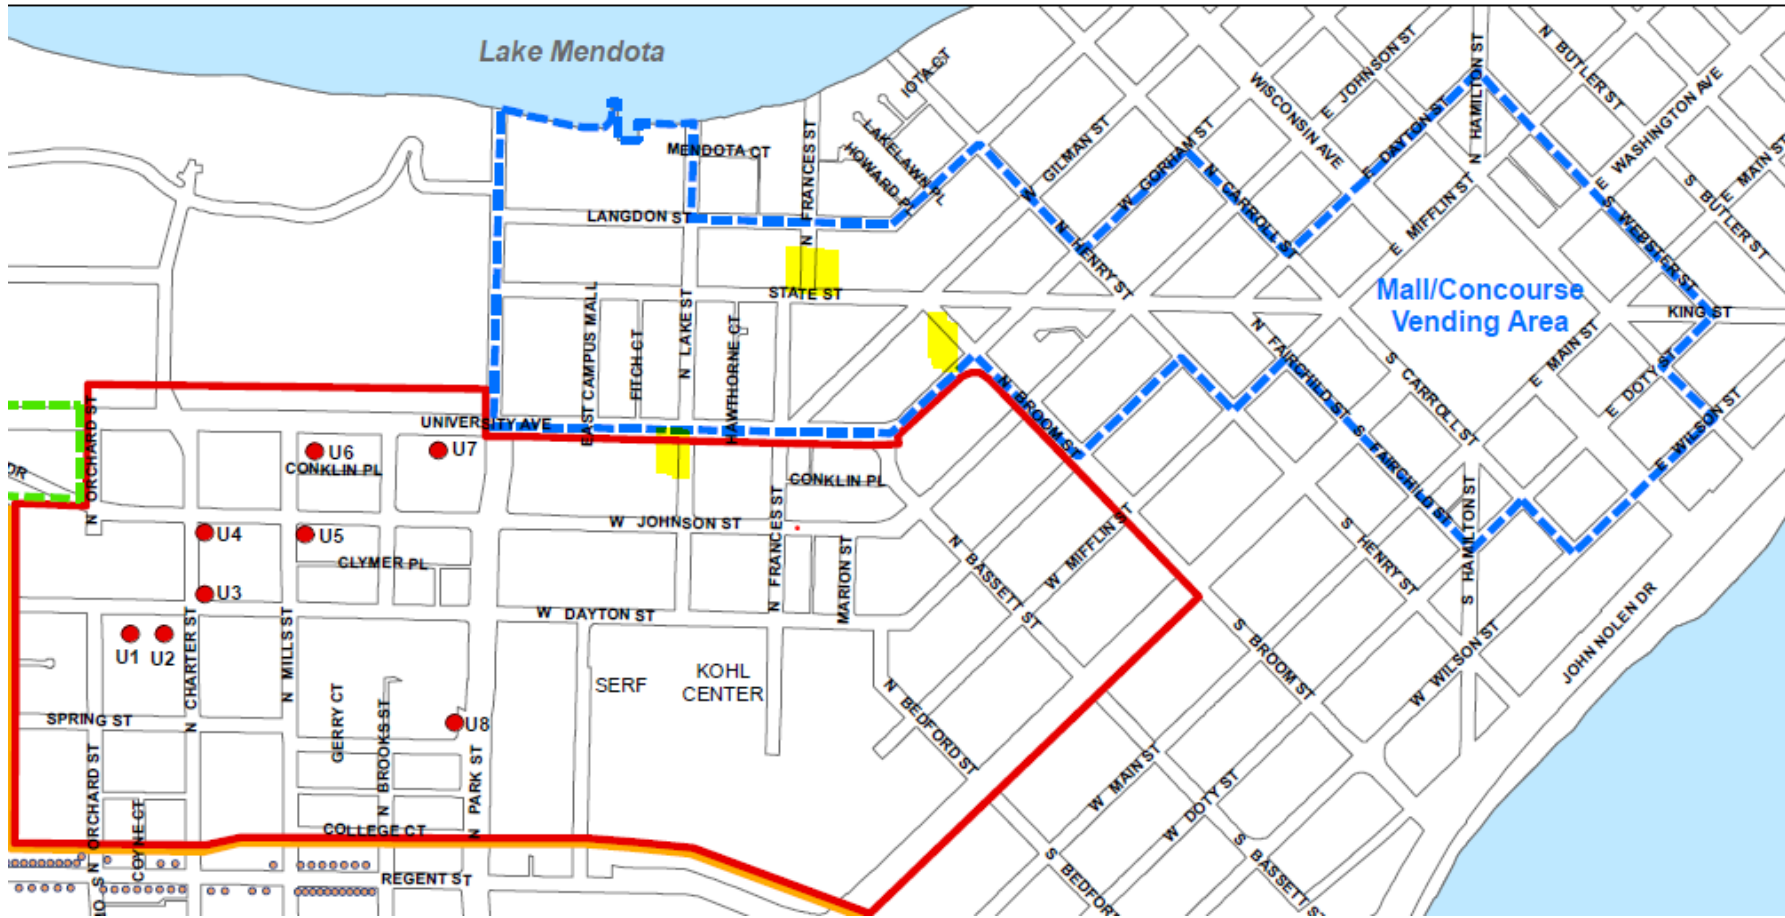 Lake Mendota
IOTA CT
WISCONSIN AVE
E JOHNSON ST
N HAMILTON ST
N BUTLER ST
E WASHINGTON AVE
E MAIN ST
S BUTLER ST
MENDOTA CT
N FRANCES ST
LAKELAWN PL
HOWARD PL
GILMAN ST
W GORHAM ST
N CARROLL ST
E DAYTON ST
E MIFFLIN ST
S WEBSTER ST
LANGDON ST
N HENRY ST
STATE ST
Mall/Concourse
Vending Area
KING ST
EAST CAMPUS MALL
FITCH CT
N LAKE ST
HAWTHORNE CT
N FAIRCHILD ST
S CARROLL ST
E MAIN ST
E DOTY ST
E WILSON ST
N BROOM ST
S FAIRCHILD ST
UNIVERSITY AVE
N ORCHARD ST
DR
U6
CONKLIN PL
U7
CONKLIN PL
U4
U5
CLYMER PL
U3
W JOHNSON ST
N FRANCES ST
MARION ST
N BASSETT ST
W MIFFLIN ST
S HENRY ST
S HAMILTON ST
W DAYTON ST
U1
U2
N CHARTER ST
N MILLS ST
SERF
KOHL
CENTER
S BROOM ST
W WILSON ST
JOHN NOLEN DR
SPRING ST
GERRY CT
N BROOKS ST
U8
N PARK ST
N BEDFORD ST
W MAIN ST
W DOTY ST
N ORCHARD ST
COYNE CT
COLLEGE CT
REGENT ST
S BEDFORD
S BASSETT ST
S OR